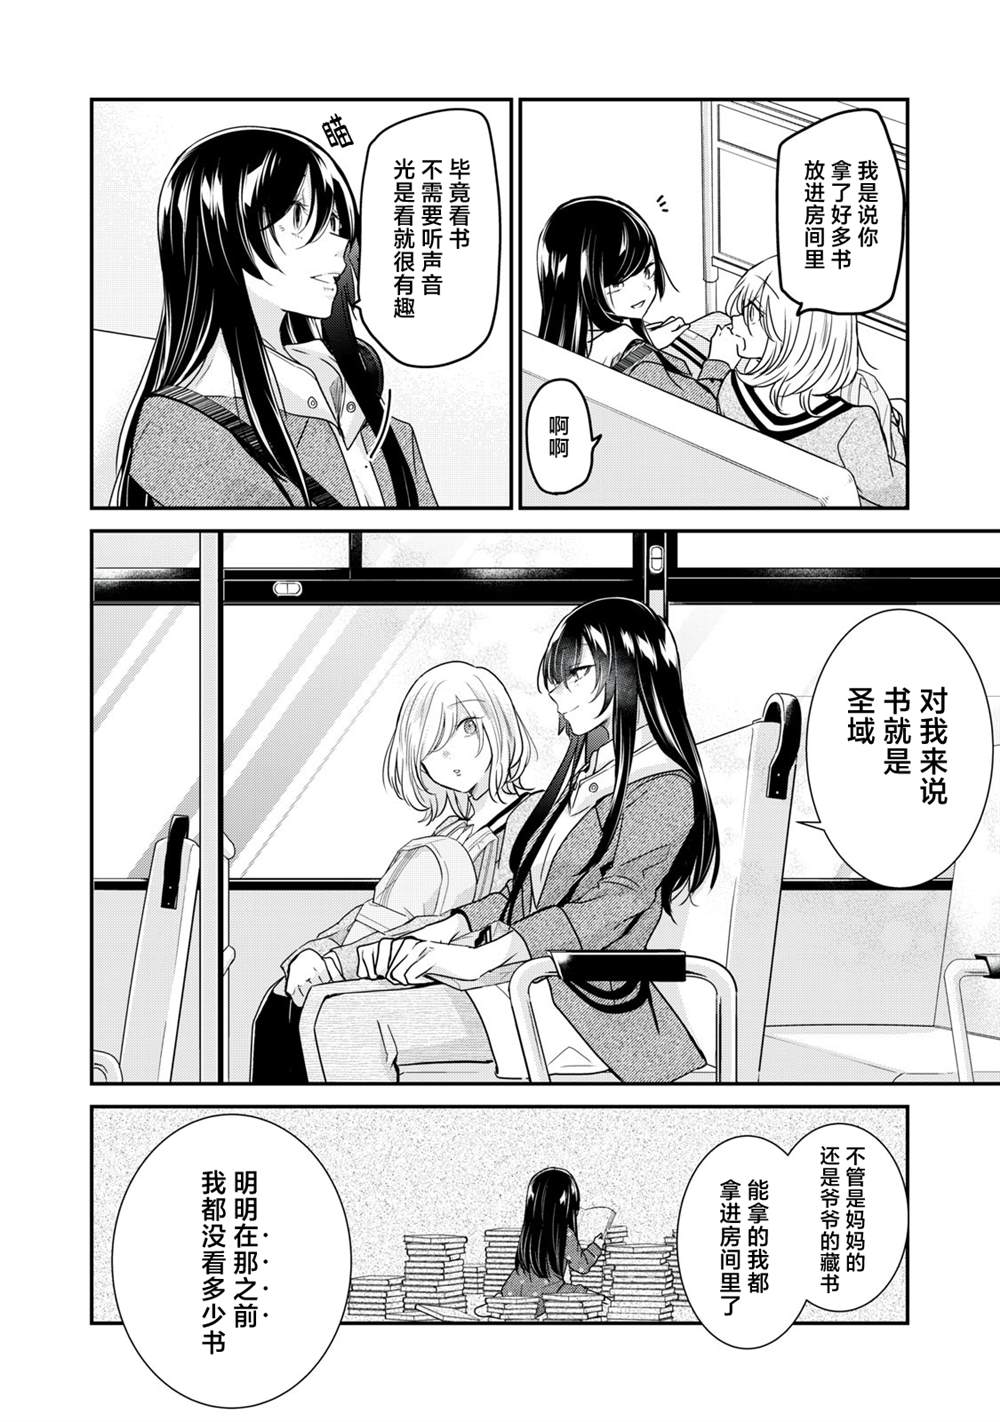 我是说你
拿了好多书
放进房间里
啊
啊
毕竟看书
不需要听声音
光是看就很有趣
对我来说
书就是
圣域
不管是妈妈的
还是爷爷的藏书
能拿的我都
拿进房间里了
明明在那之前
我都没看多少书